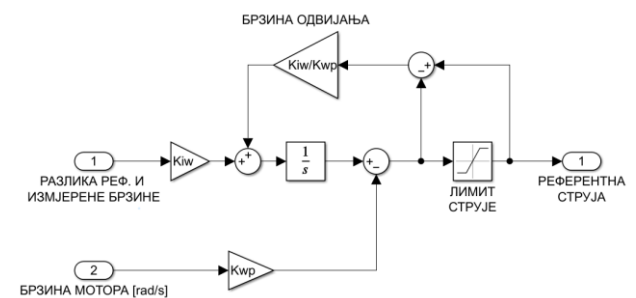 БРЗИНА ОДВИЈАЊА
Kiw/Kwp
1
Kiw
1
s
1
РАЗЛИКА РЕФ. И
ИЗМЈЕРЕНЕ БРЗИНЕ
ЛИМИТ
СТРУЈЕ
РЕФЕРЕНТНА
СТРУЈА
2
Kwp
БРЗИНА МОТОРА [rad/s]